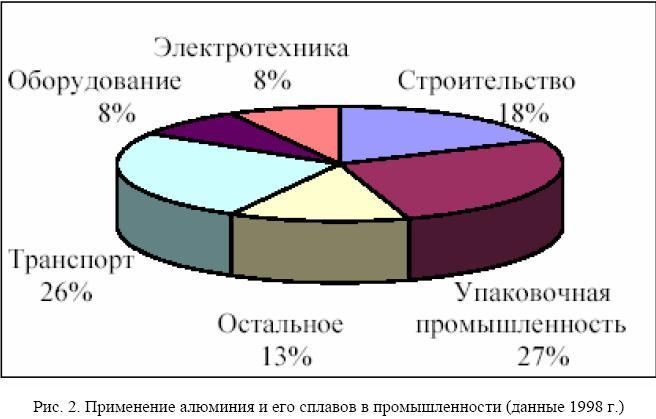 Электротехника
8%
Оборудование
8%
Строительство
18%
Транспорт
26%
Остальное
13%
Упаковочная
промышленность
27%
Рис. 2. Применение алюминия и его сплавов в промышленности (данные 1998 г.)